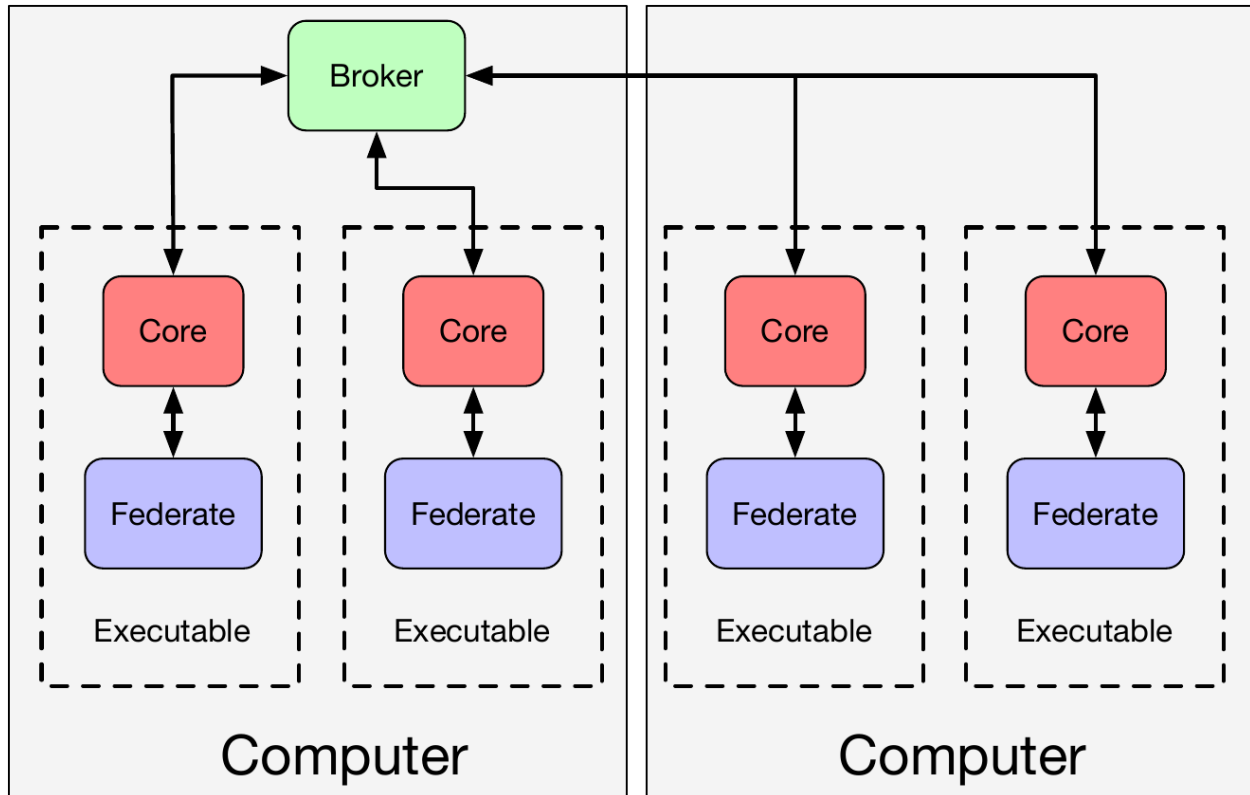 Broker
Core
Core
Core
Core
Federate
Federate
Federate
Federate
Executable
Executable
Executable
Executable
Computer
Computer